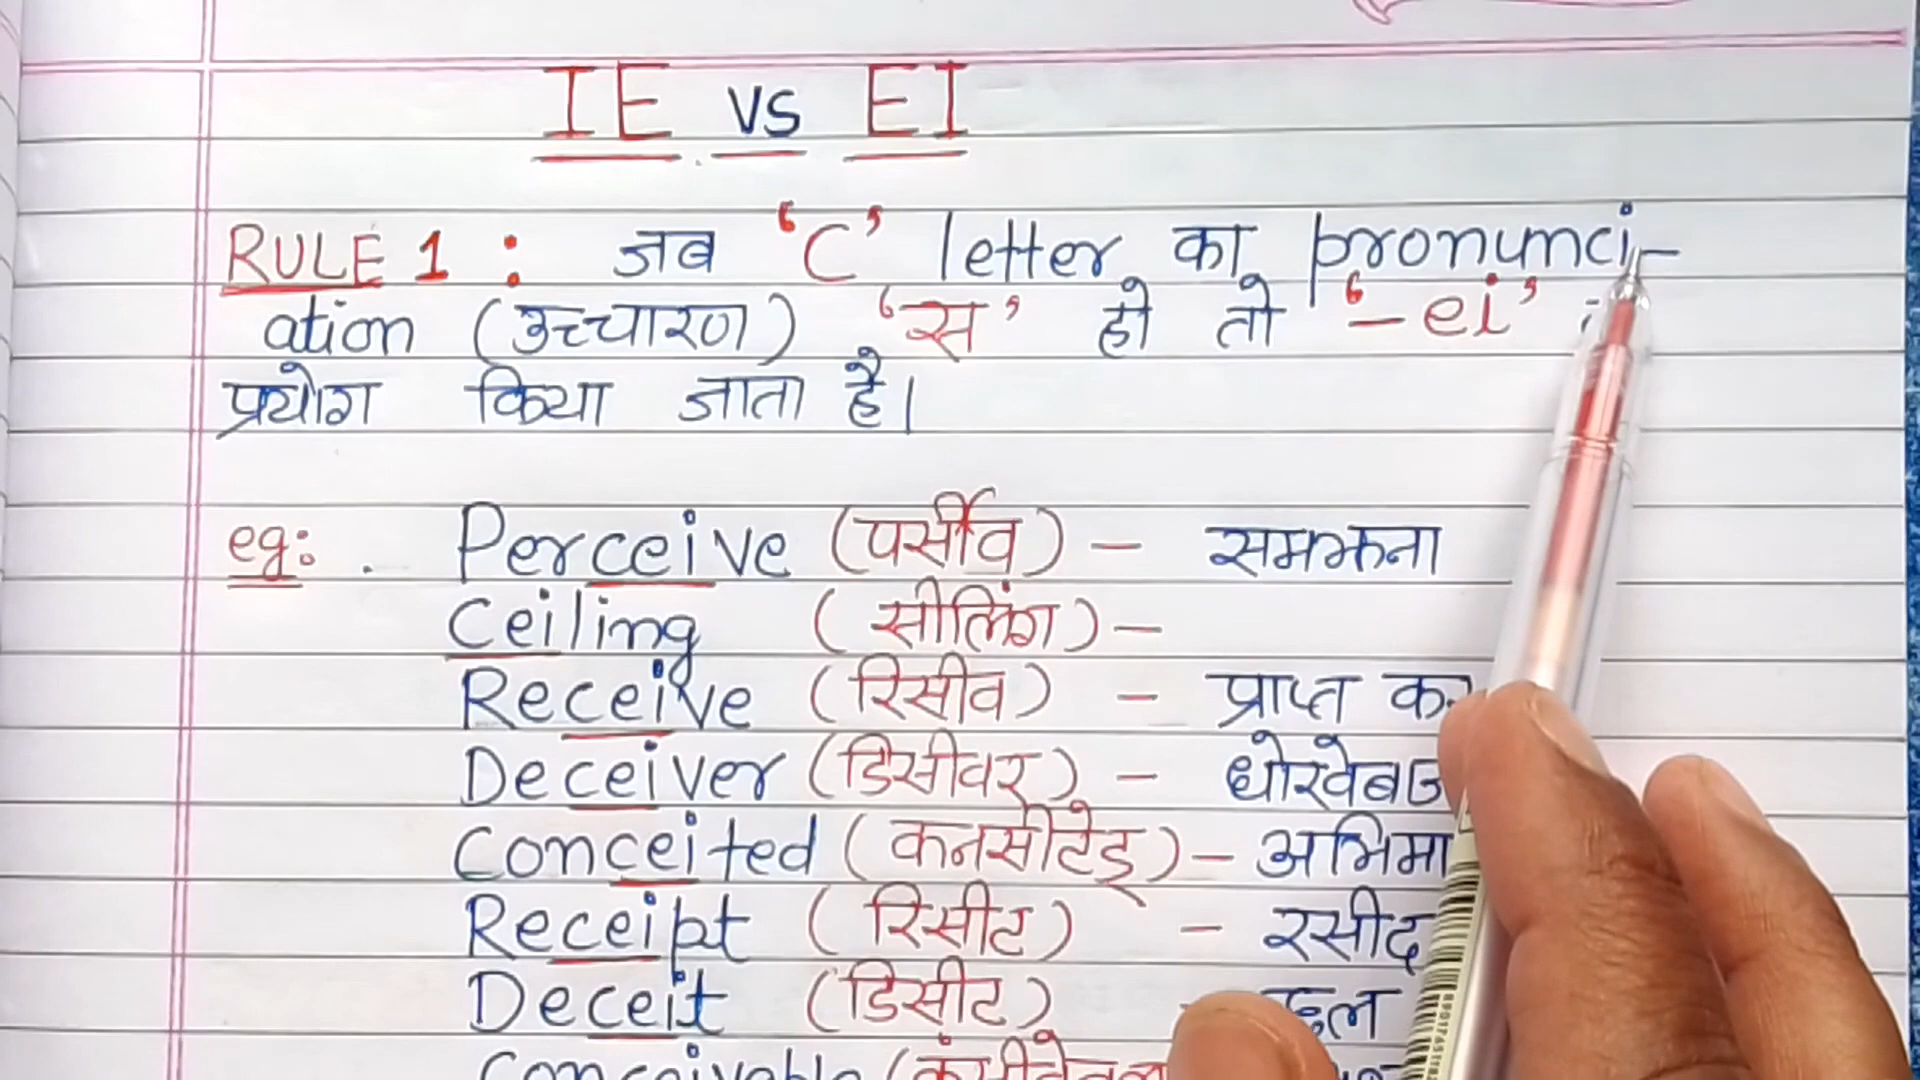 IE vs EI
RULE 1 : जब 'C' letter का pronunci-
ation (उच्चारण) 'स' हो तो '-ei'
प्रयोग किया जाता है।
eg: Perceive (पर्सीव) - समझना
Ceiling (सीलिंग) -
Receive (रिसीव) - प्राप्त
Deceiver (डिसीवर) -
Conceited (कनसीटेड्) -
Receipt (रिसीट) - रसीद
Deceit (डिसीट) -
Conceivable